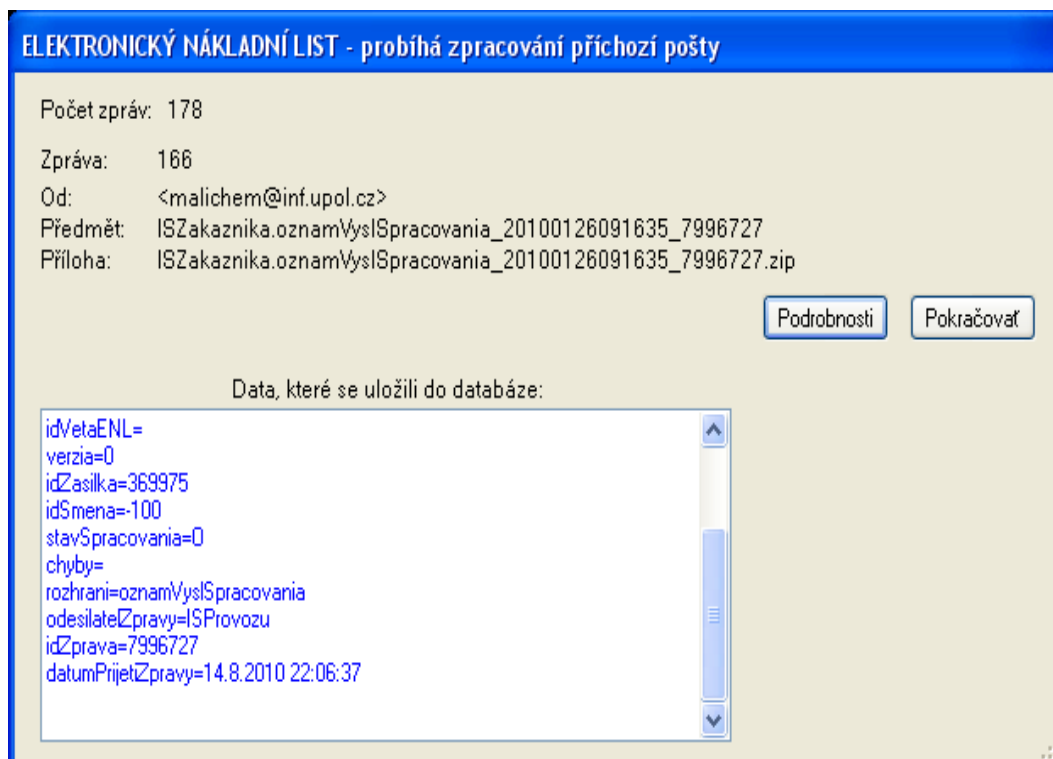 ELEKTRONICKÝ NÁKLADNÍ LIST - probíhá zpracování příchozí pošty
Počet zpráv: 178
Zpráva: 166
Od: <malichem@inf.upol.cz>
Předmět: ISZakaznika.oznamVyslSpracovania_20100126091635_7996727
Příloha: ISZakaznika.oznamVyslSpracovania_20100126091635_7996727.zip
Podrobnosti Pokračovať
Data, které se uložili do databáze:
idVetaENL=
verzia=0
idZasilka=369975
idSmena=-100
stavSpracovania=O
chyby=
rozhrani=oznamVyslSpracovania
odesilatelZpravy=ISProvozu
idZprava=7996727
datumPrijetiZpravy=14.8.2010 22:06:37